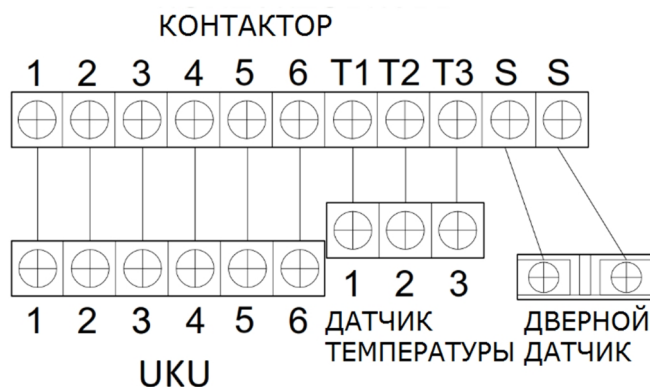 КОНТАКТОР
1 2 3 4 5 6 T1 T2 T3 S S
1 2 3
1 2 3 4 5 6
ДАТЧИК ТЕМПЕРАТУРЫ
ДВЕРНОЙ ДАТЧИК
UKU